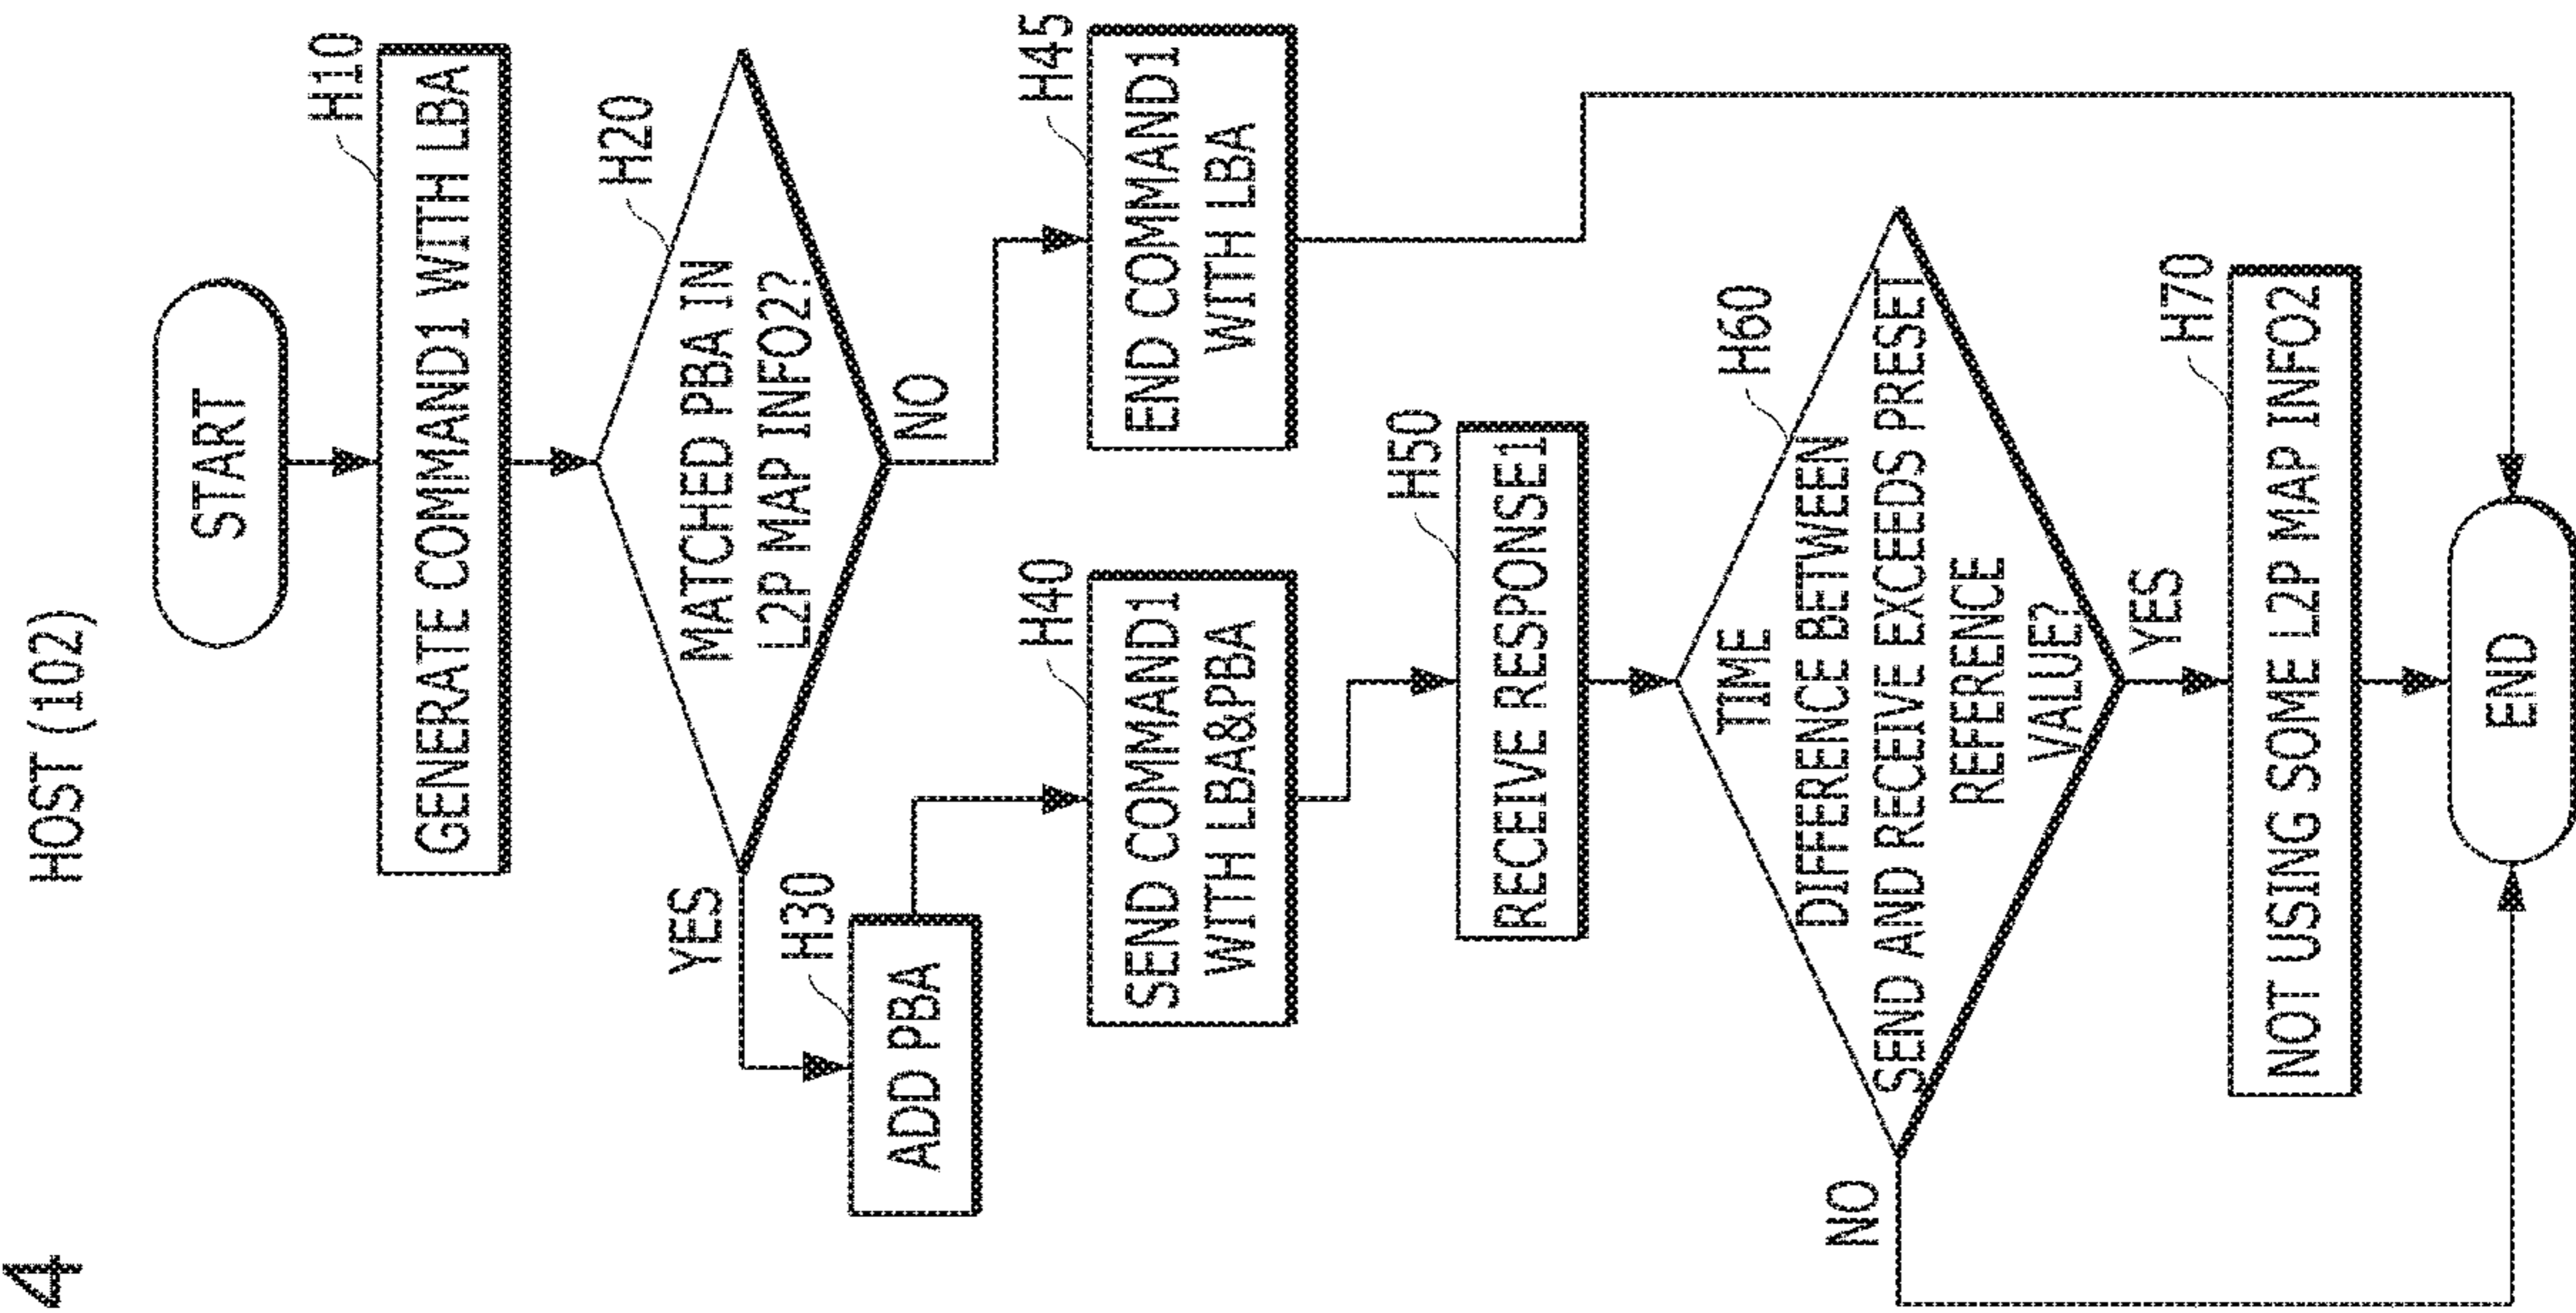 4
HOST (102)
START
H10
GENERATE COMMAND1 WITH LBA
H20
MATCHED PBA IN
L2P MAP INFO2?
YES
NO
H30
ADD PBA
H40
SEND COMMAND1
WITH LBA&PBA
H45
END COMMAND1
WITH LBA
H50
RECEIVE RESPONSE1
H60
TIME
DIFFERENCE BETWEEN
SEND AND RECEIVE EXCEEDS PRESET
REFERENCE
VALUE?
NO
YES
H70
NOT USING SOME L2P MAP INFO2
END